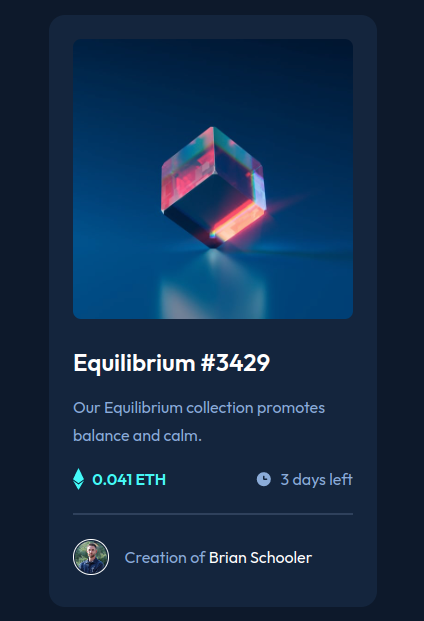 Equilibrium #3429
Our Equilibrium collection promotes
balance and calm.
0.041 ETH
3 days left
Creation of Brian Schooler